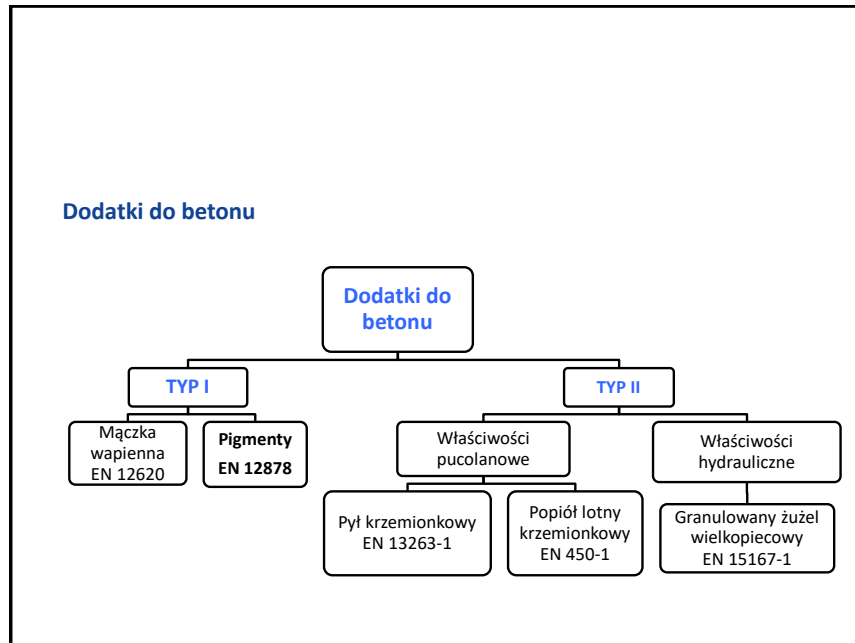 Dodatki do betonu
Dodatki do
betonu
TYP I
TYP II
Mączka
wapienna
EN 12620
Pigmenty
EN 12878
Właściwości
pucolanowe
Właściwości
hydrauliczne
Pył krzemionkowy
EN 13263-1
Popiół lotny
krzemionkowy
EN 450-1
Granulowany żużel
wielkopiecowy
EN 15167-1